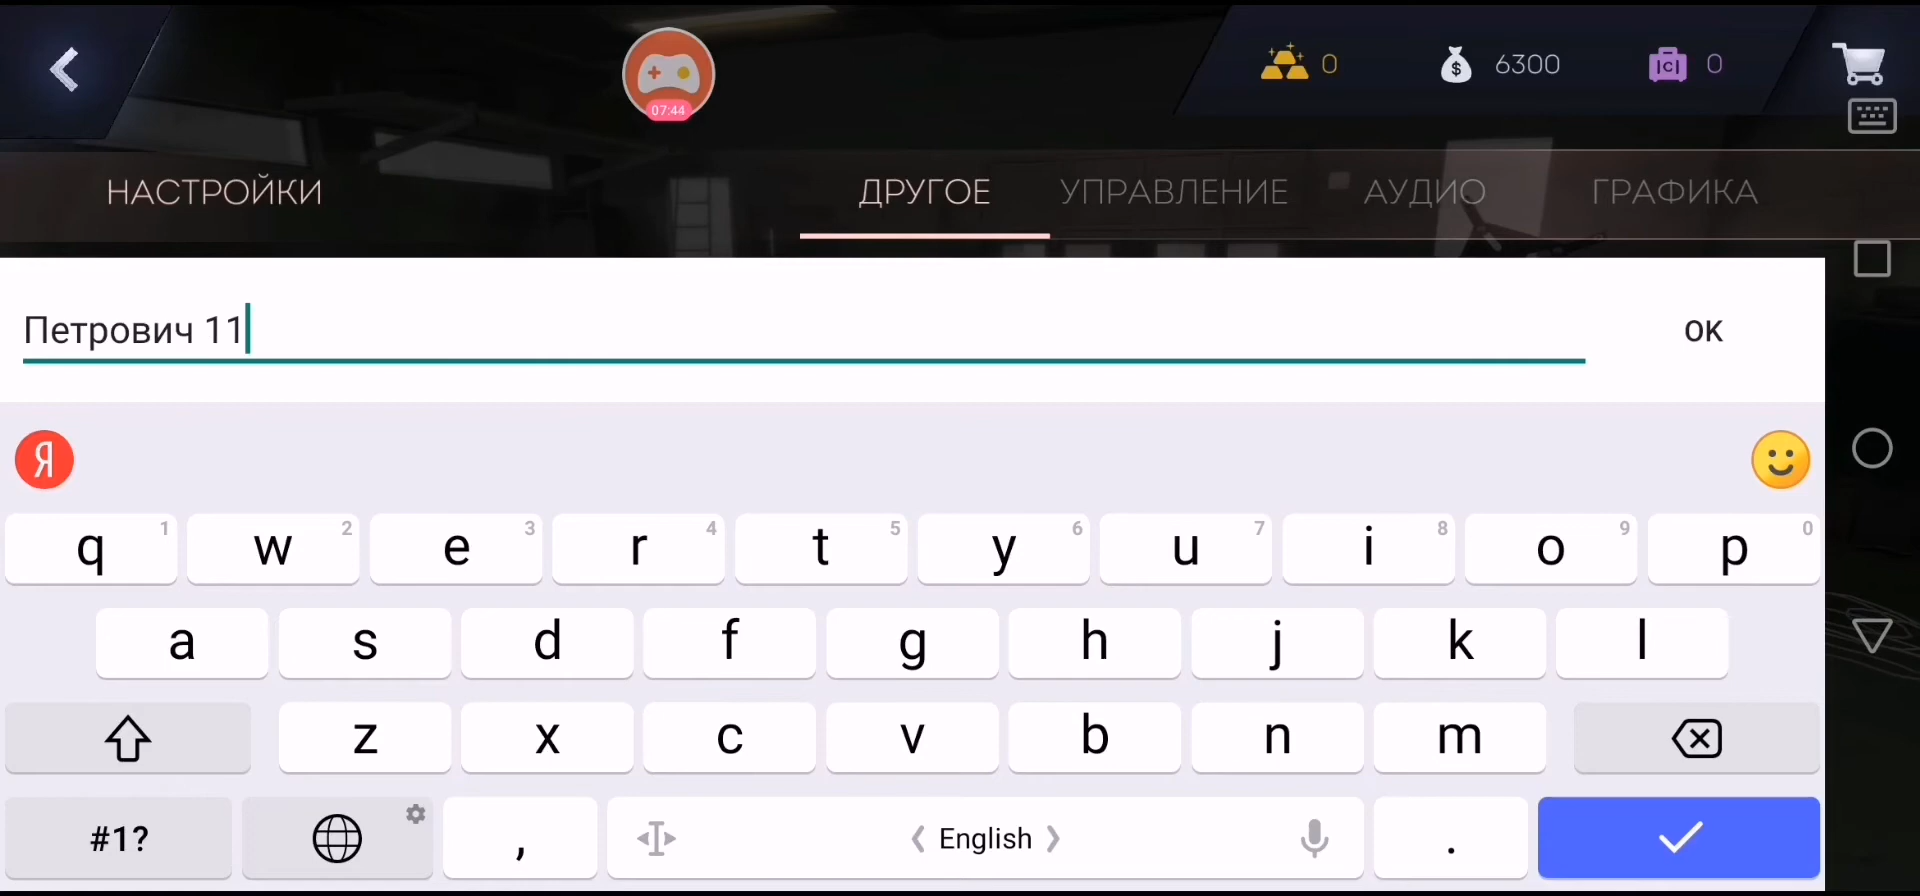 0 6300 |C| 0
07:44
НАСТРОЙКИ ДРУГОЕ УПРАВЛЕНИЕ АУДИО ГРАФИКА
Петрович 11 OK
Я
q 1 w 2 e 3 r 4 t 5 y 6 u 7 i 8 o 9 p 0
a s d f g h j k l
z x c v b n m
#1? , English .